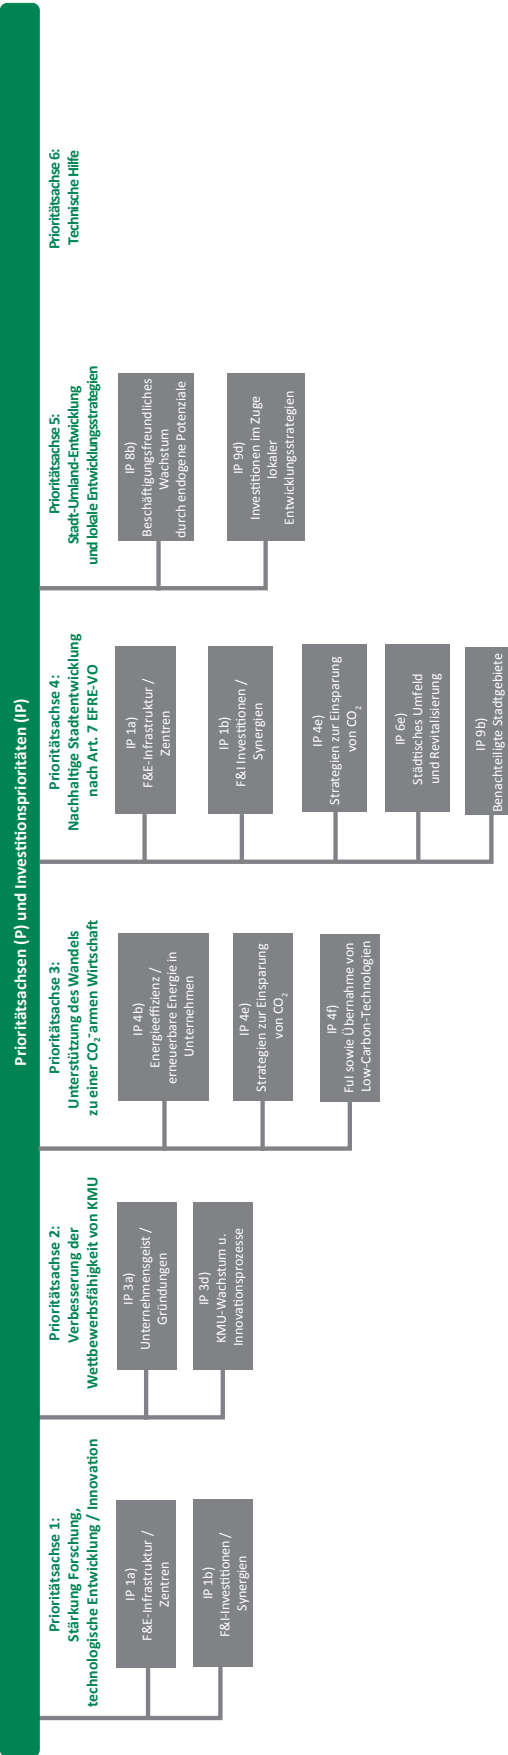 Prioritätsachsen (P) und Investitionsprioritäten (IP)
Prioritätsachse 1:
Stärkung Forschung,
technologische Entwicklung / Innovation
IP 1a)
F&E-Infrastruktur /
Zentren
IP 1b)
F&I-Investitionen /
Synergien
Prioritätsachse 2:
Verbesserung der
Wettbewerbsfähigkeit von KMU
IP 3a)
Unternehmensgeist /
Gründungen
IP 3d)
KMU-Wachstum u.
Innovationsprozesse
Prioritätsachse 3:
Unterstützung des Wandels
zu einer CO₂-armen Wirtschaft
IP 4b)
Energieeffizienz /
erneuerbare Energie in
Unternehmen
IP 4e)
Strategien zur Einsparung
von CO₂
IP 4f)
FuI sowie Übernahme von
Low-Carbon-Technologien
Prioritätsachse 4:
Nachhaltige Stadtentwicklung
nach Art. 7 EFRE-VO
IP 1a)
F&E-Infrastruktur /
Zentren
IP 1b)
F&I Investitionen /
Synergien
IP 4e)
Strategien zur Einsparung
von CO₂
IP 6e)
Städtisches Umfeld
und Revitalisierung
IP 9b)
Benachteiligte Stadtgebiete
Prioritätsachse 5:
Stadt-Umland-Entwicklung
und lokale Entwicklungsstrategien
IP 8b)
Beschäftigungsfreundliches
Wachstum
durch endogene Potenziale
IP 9d)
Investitionen im Zuge
lokaler
Entwicklungsstrategien
Prioritätsachse 6:
Technische Hilfe